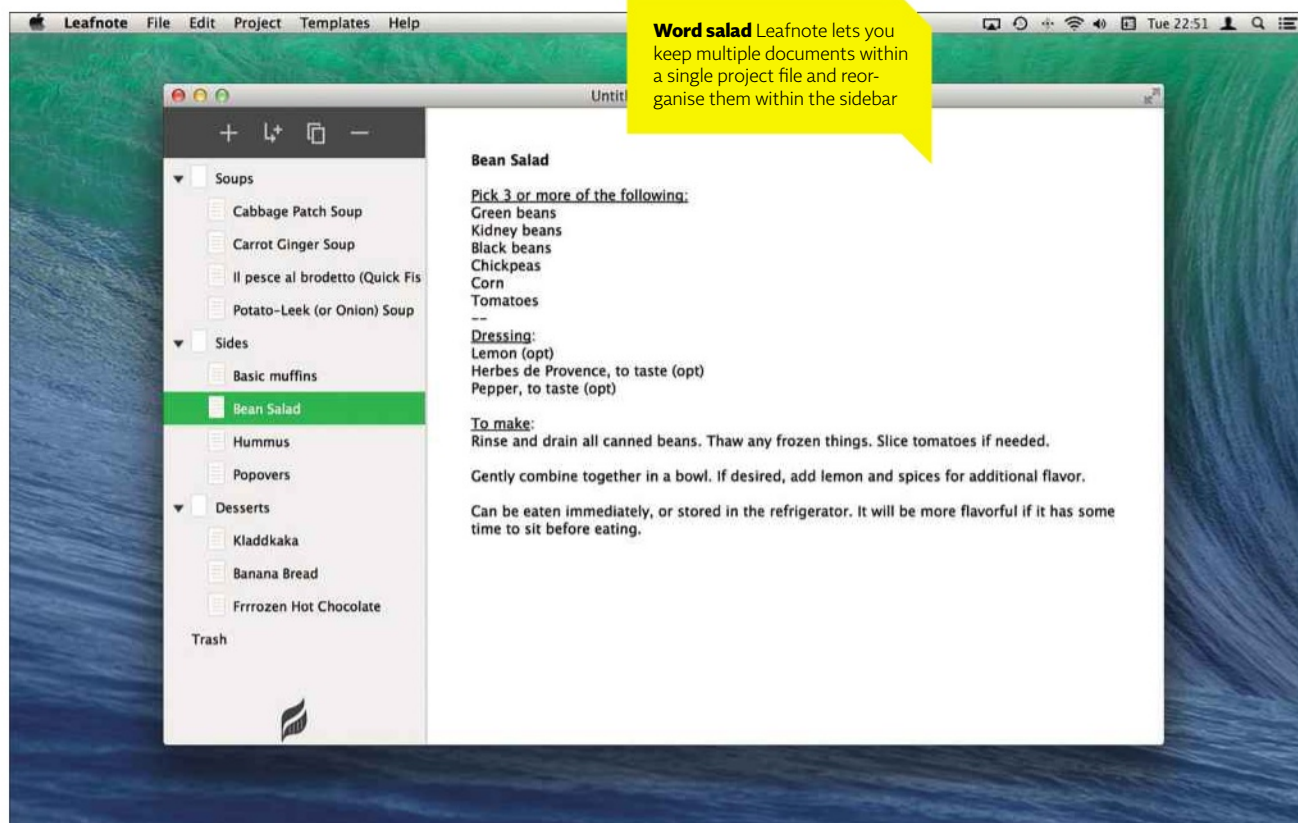 Leafnote File Edit Project Templates Help
Tue 22:51
Word salad Leafnote lets you
keep multiple documents within
a single project file and reor-
ganise them within the sidebar
Soups
Cabbage Patch Soup
Carrot Ginger Soup
Il pesce al brodetto (Quick Fis
Potato-Leek (or Onion) Soup
Sides
Basic muffins
Bean Salad
Hummus
Popovers
Desserts
Kladdkaka
Banana Bread
Frrrozen Hot Chocolate
Trash
Untitl
Bean Salad
Pick 3 or more of the following:
Green beans
Kidney beans
Black beans
Chickpeas
Corn
Tomatoes
--
Dressing:
Lemon (opt)
Herbes de Provence, to taste (opt)
Pepper, to taste (opt)
To make:
Rinse and drain all canned beans. Thaw any frozen things. Slice tomatoes if needed.
Gently combine together in a bowl. If desired, add lemon and spices for additional flavor.
Can be eaten immediately, or stored in the refrigerator. It will be more flavorful if it has some
time to sit before eating.